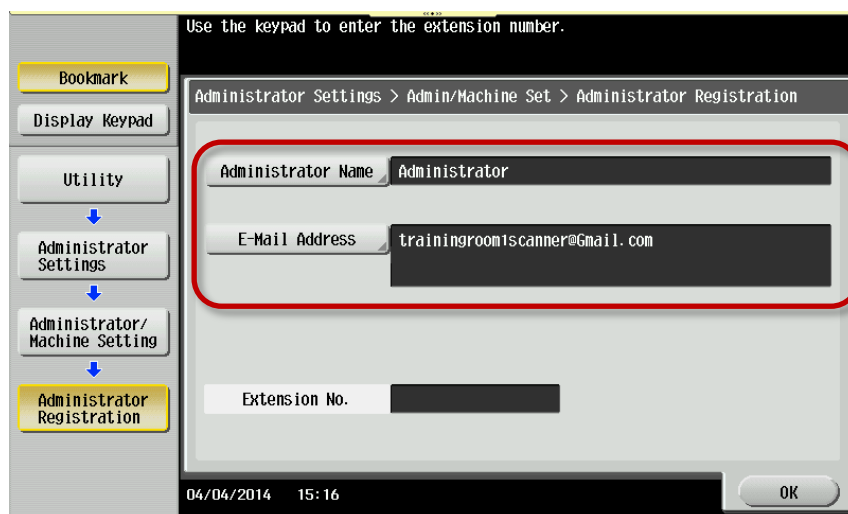 Use the keypad to enter the extension number.
Bookmark
Display Keypad
Administrator Settings > Admin/Machine Set > Administrator Registration
Utility
Administrator Name
Administrator
E-Mail Address
trainingroom1scanner@Gmail.com
Administrator
Settings
Administrator/
Machine Setting
Administrator
Registration
Extension No.
04/04/2014 15:16
OK